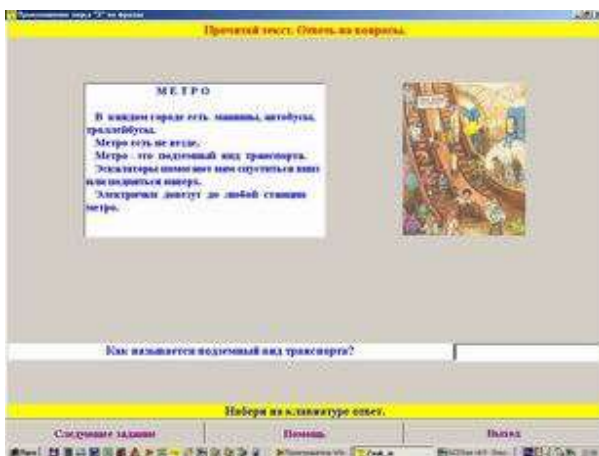 Прочитай текст. Ответь на вопросы.
МЕТРО
В каждом городе есть машины, автобусы,
троллейбусы.
Метро есть не везде.
Метро - это подземный вид транспорта.
Эскалаторы помогают нам спуститься вниз
или подняться наверх.
Электрички довезут до любой станции
метро.
Как называется подземный вид транспорта?
Набери на клавиатуре ответ.
Следующее задание Помощь Выход